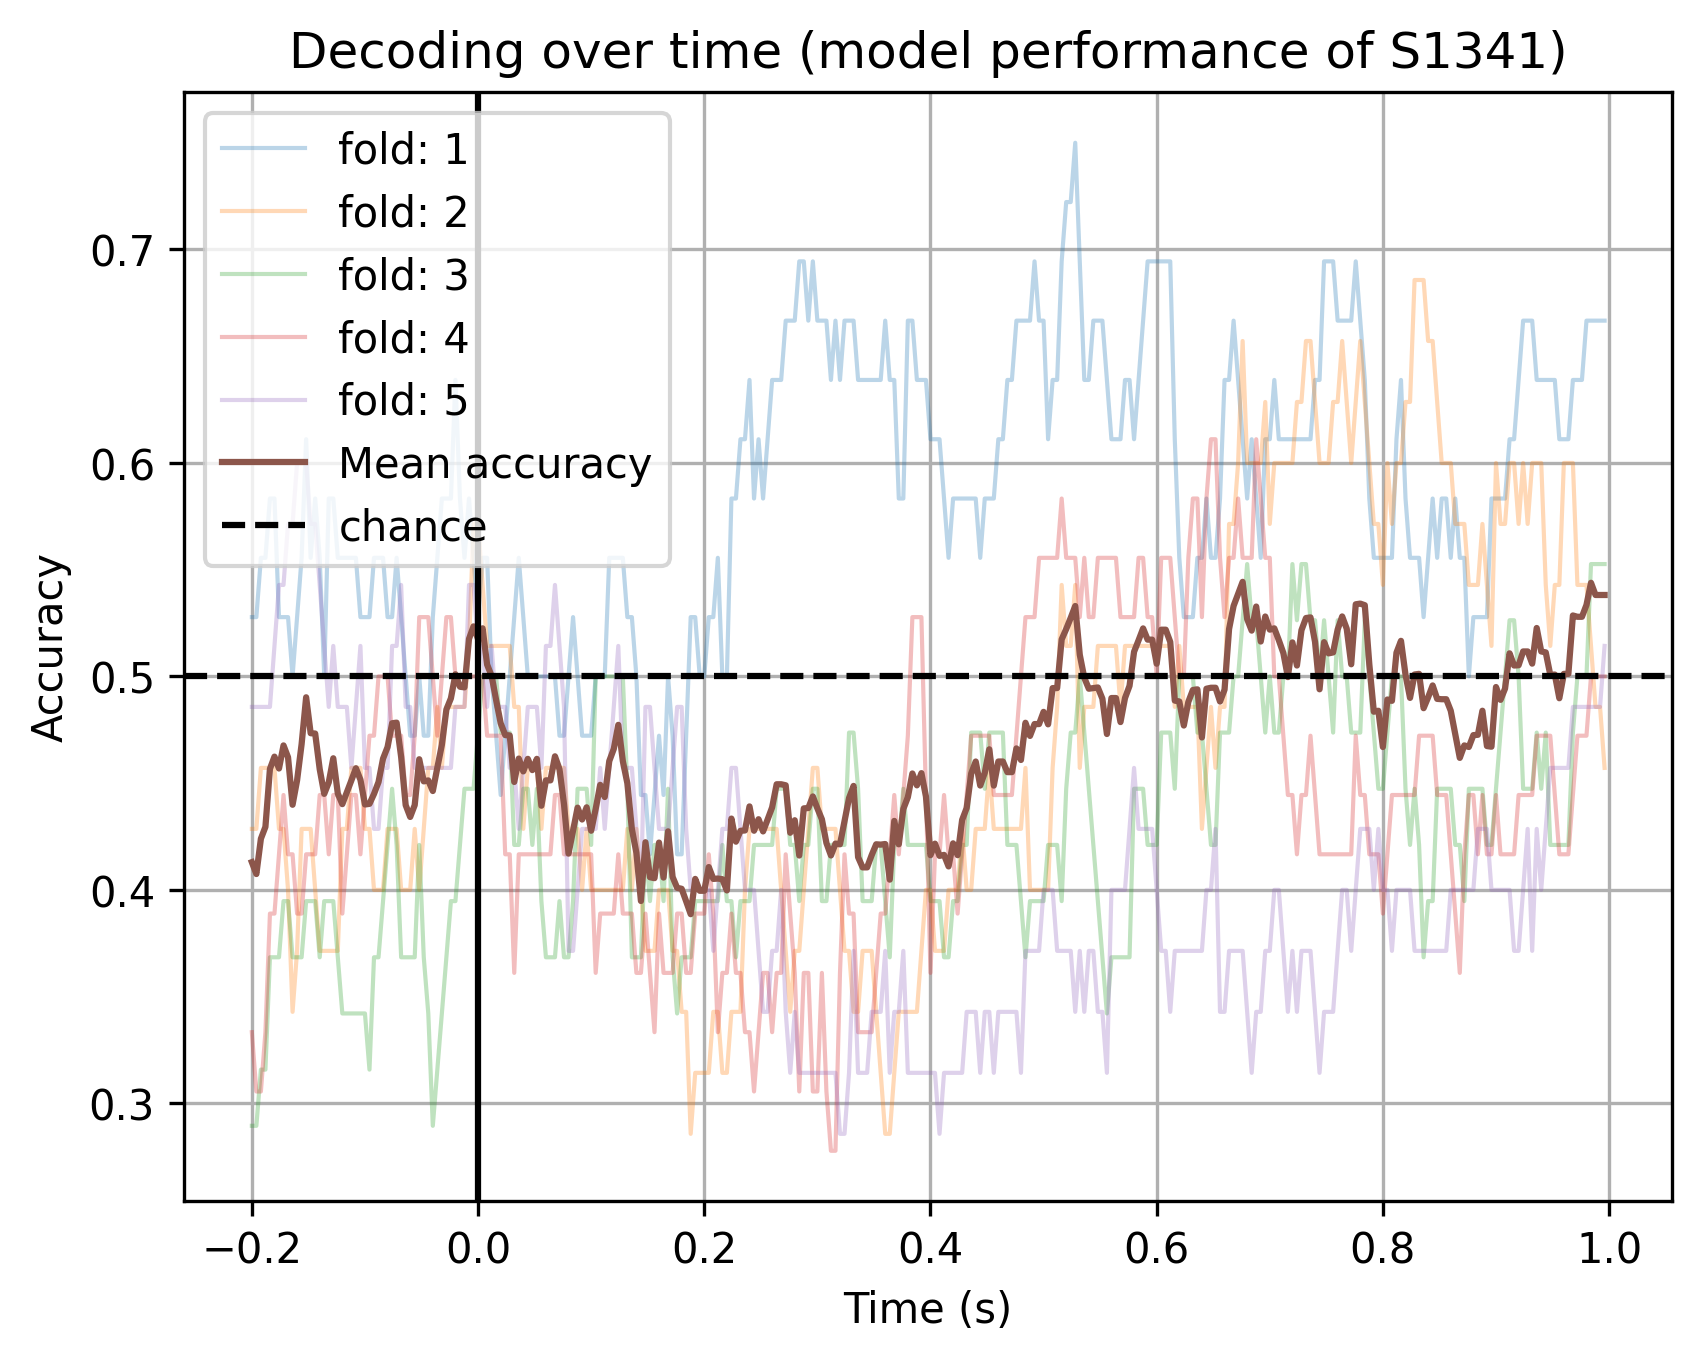 Decoding over time (model performance of S1341)
fold: 1
fold: 2
fold: 3
fold: 4
fold: 5
Mean accuracy
chance
Accuracy
0.7
0.6
0.5
0.4
0.3
−0.2 0.0 0.2 0.4 0.6 0.8 1.0
Time (s)